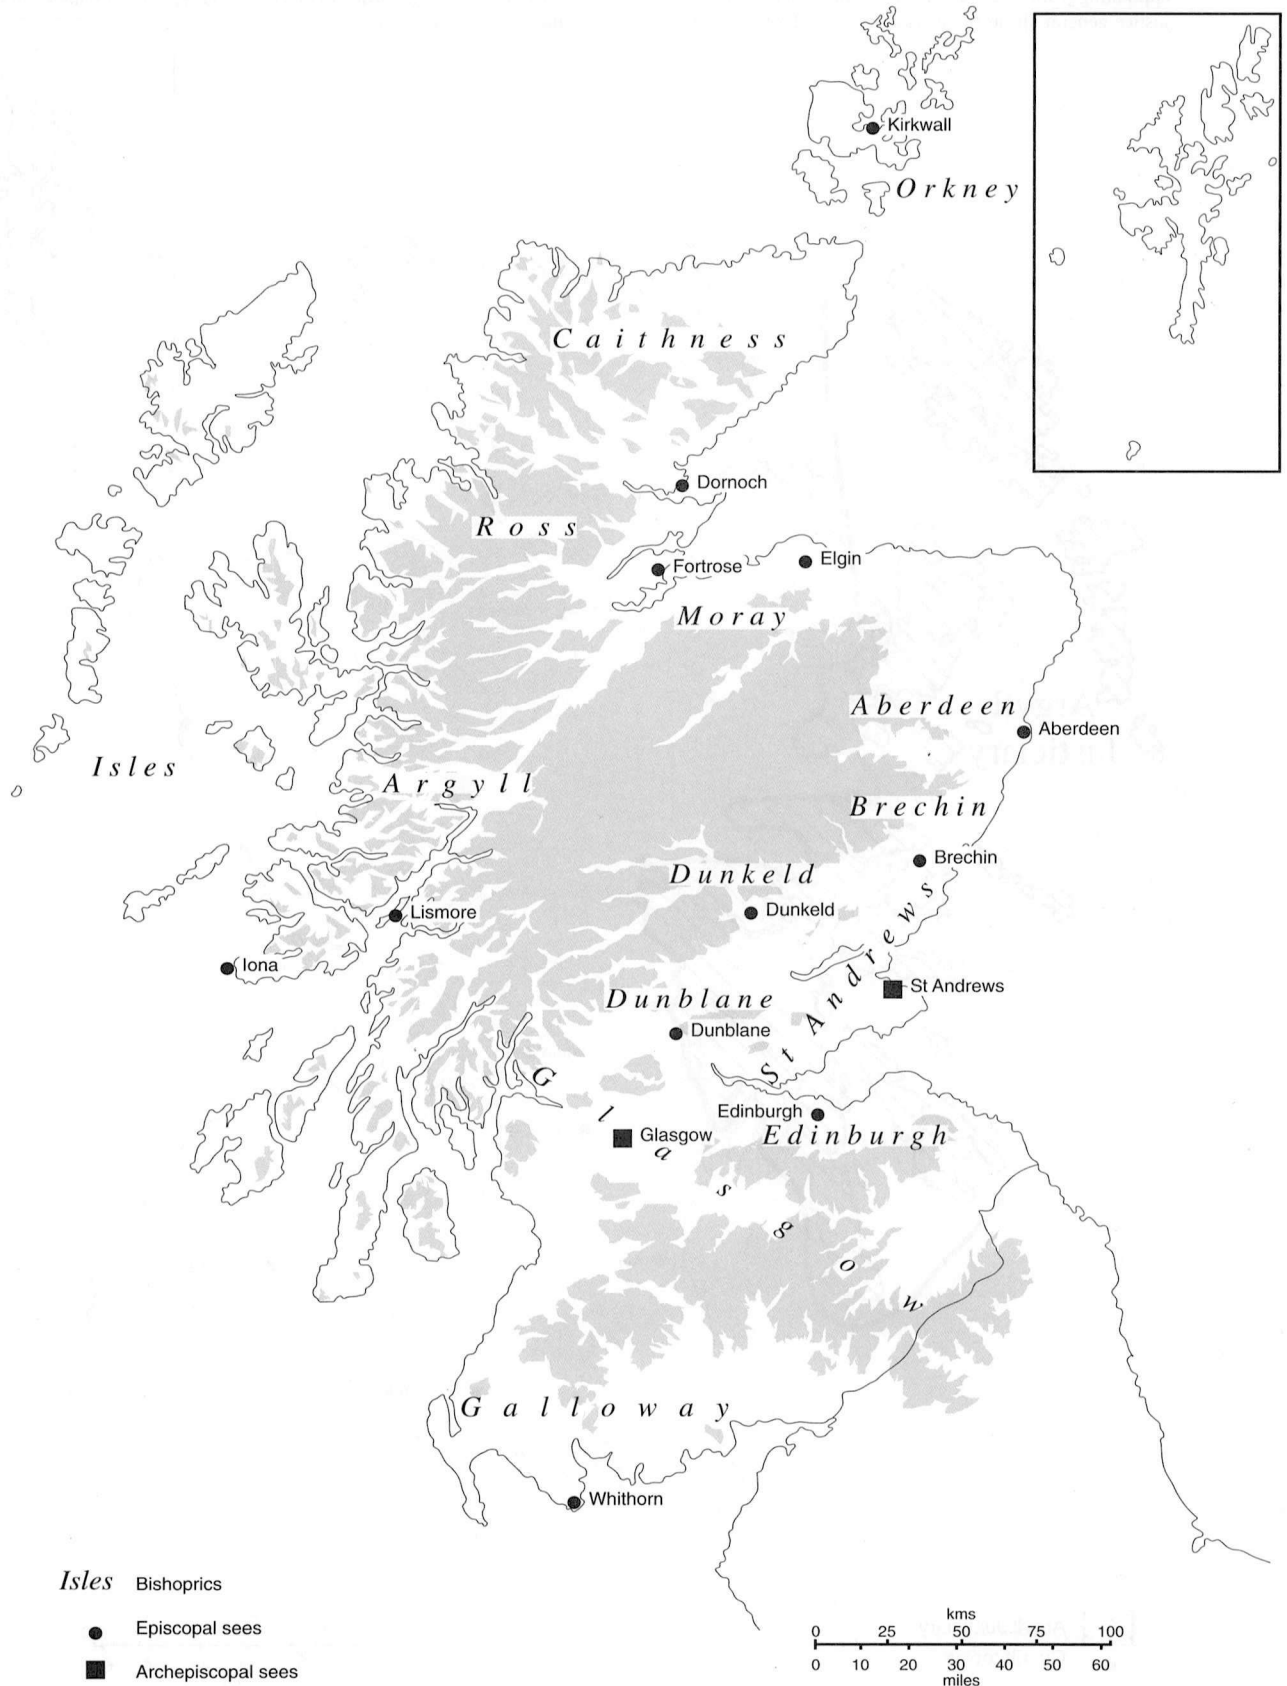 Kirkwall
Orkney
Caithness
Dornoch
Ross
Fortrose
Elgin
Moray
Aberdeen
Aberdeen
Isles
Argyll
Brechin
Brechin
Dunkeld
Dunkeld
Lismore
Iona
St Andrews
St Andrews
Dunblane
Dunblane
Glasgow
Edinburgh
Glasgow
Edinburgh
Galloway
Whithorn
Isles Bishoprics
Episcopal sees
Archepiscopal sees
kms
0 25 50 75 100
0 10 20 30 40 50 60
miles